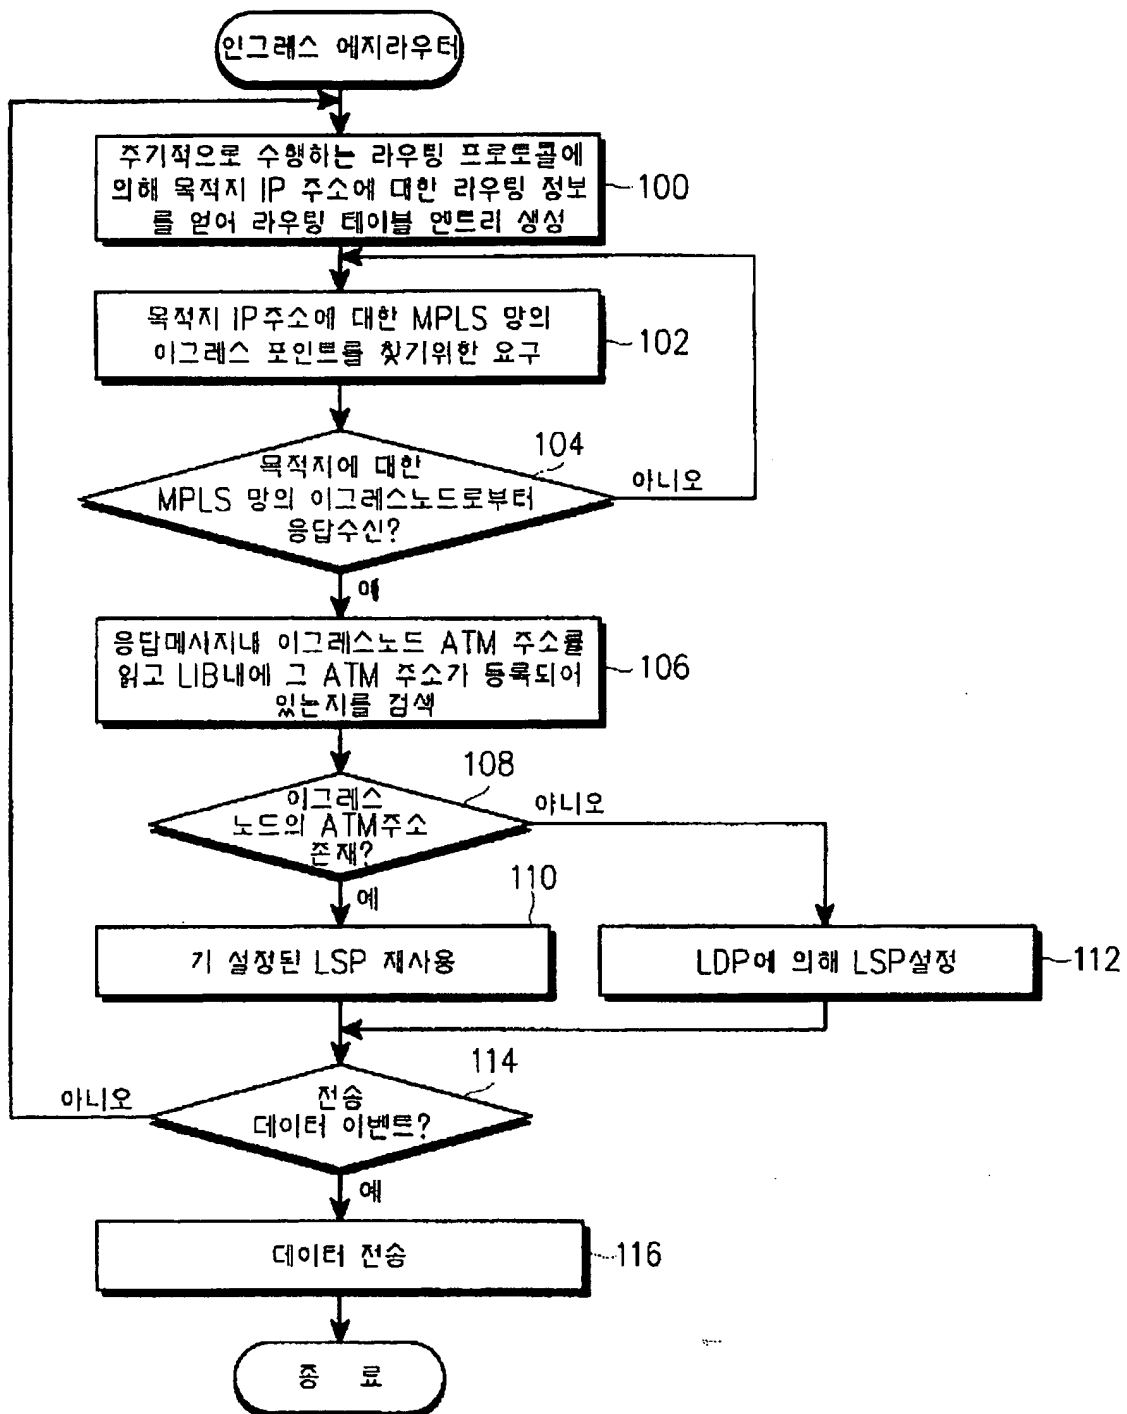 인그레스 에지라우터
주기적으로 수행하는 라우팅 프로토콜에
의해 목적지 IP 주소에 대한 라우팅 정보
를 얻어 라우팅 테이블 엔트리 생성
100
목적지 IP주소에 대한 MPLS 망의
이그레스 포인트를 찾기위한 요구
102
104
목적지에 대한
MPLS 망의 이그레스노드로부터
응답수신?
아니오
예
응답메시지내 이그레스노드 ATM 주소를
읽고 LIB내에 그 ATM 주소가 등록되어
있는지를 검색
106
108
이그레스
노드의 ATM주소
존재?
아니오
예
110
기 설정된 LSP 재사용
LDP에 의해 LSP설정
112
114
전송
데이터 이벤트?
아니오
예
데이터 전송
116
종 료